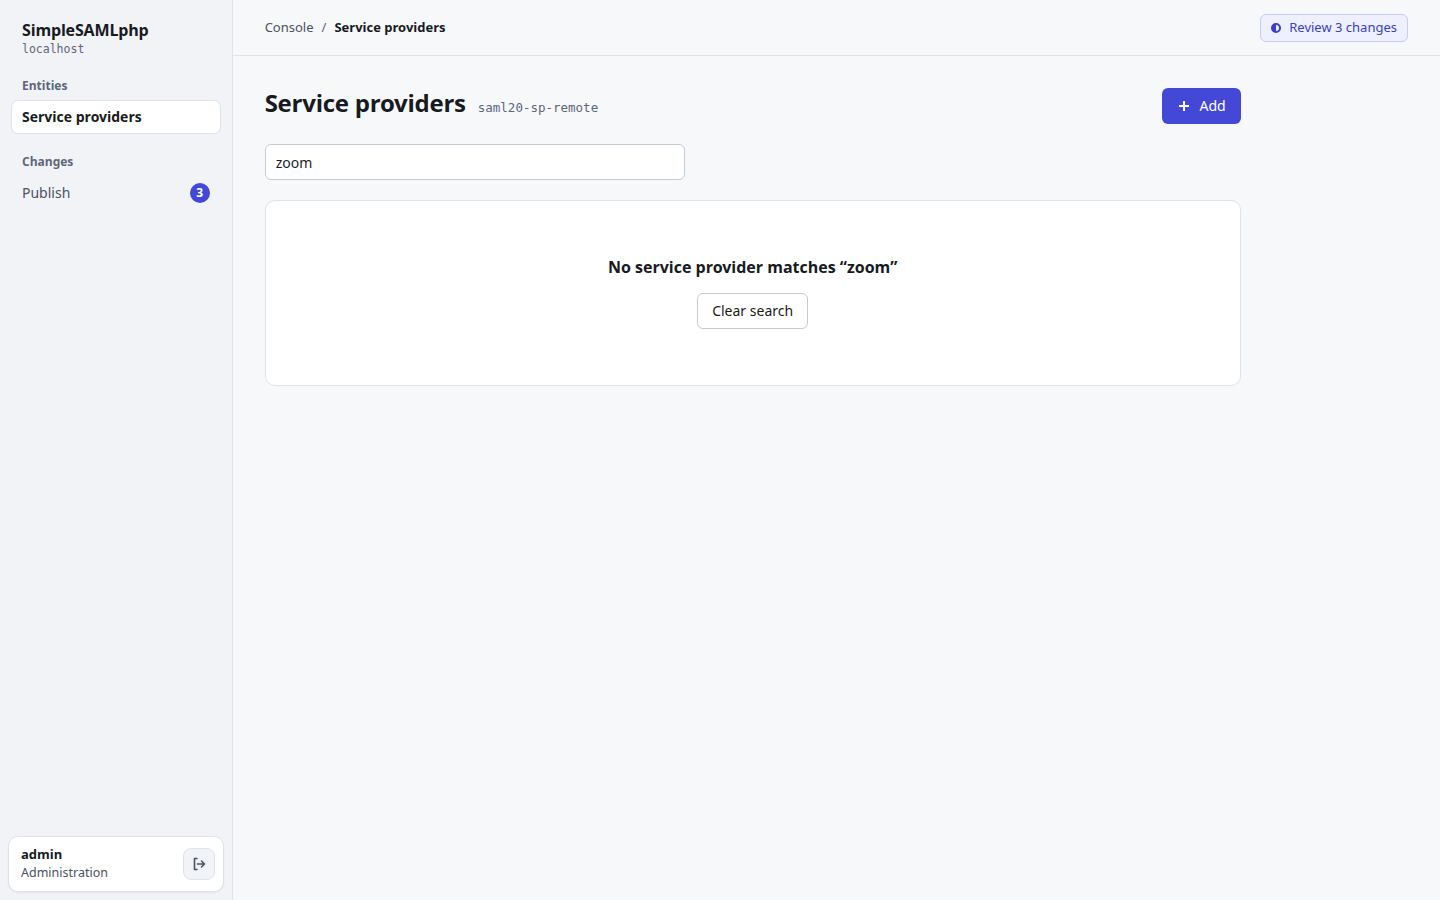 SimpleSAMLphp
localhost
Entities
Service providers
Changes
Publish 3
admin
Administration
Console / Service providers
Review 3 changes
Service providers saml20-sp-remote
Add
zoom
No service provider matches “zoom”
Clear search